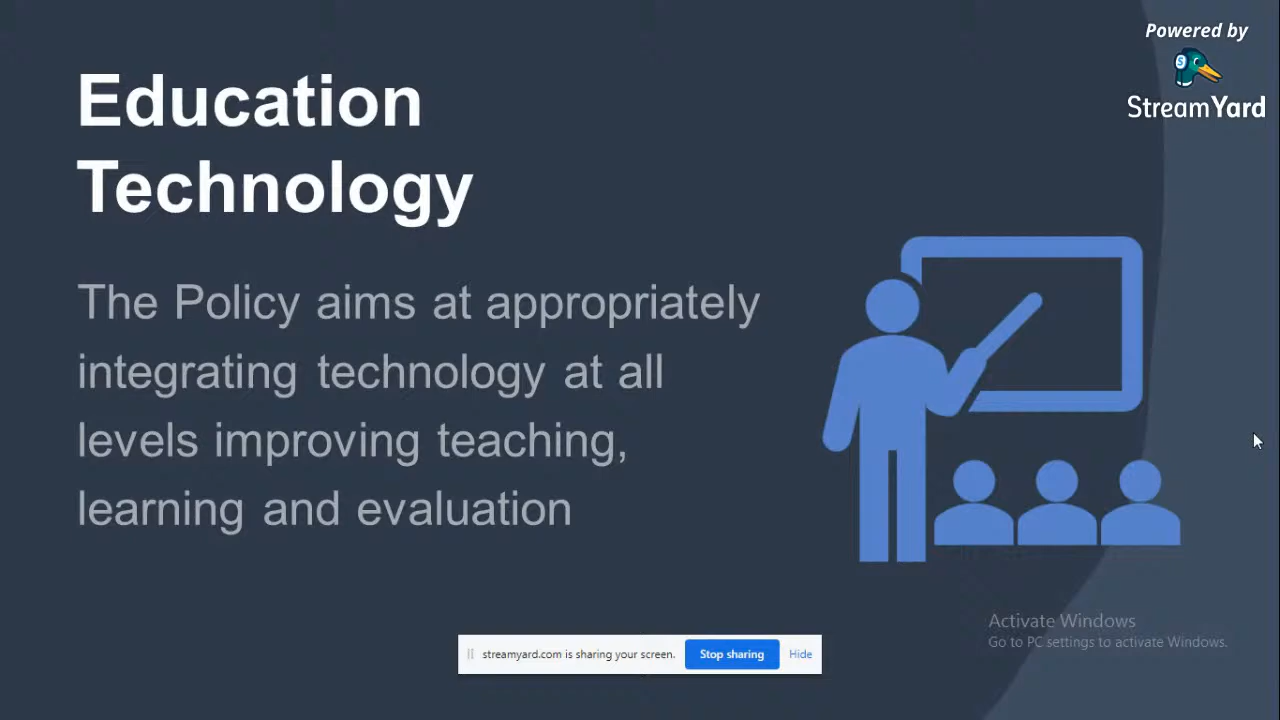 Powered by
StreamYard
Education
Technology
The Policy aims at appropriately
integrating technology at all
levels improving teaching,
learning and evaluation
Activate Windows
Go to PC settings to activate Windows.
streamyard.com is sharing your screen. Stop sharing Hide